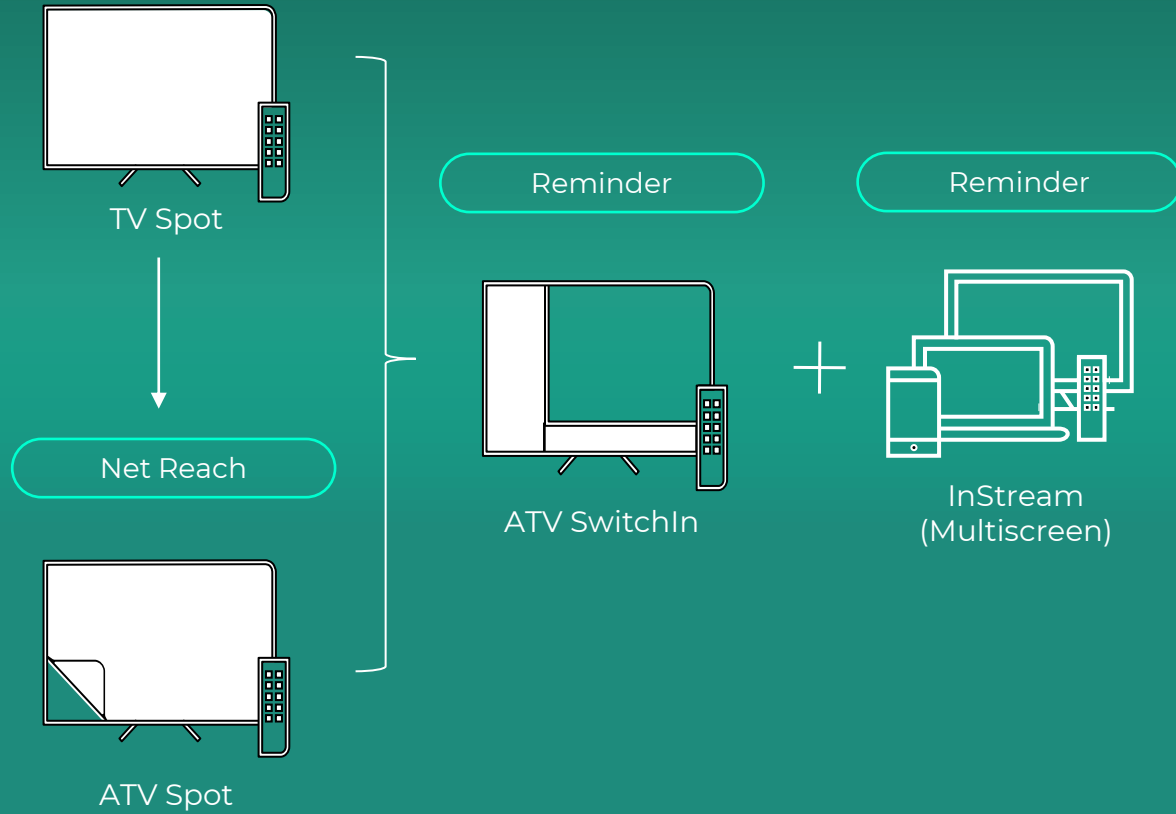 TV Spot
Net Reach
ATV Spot
Reminder
ATV SwitchIn
Reminder
InStream
(Multiscreen)